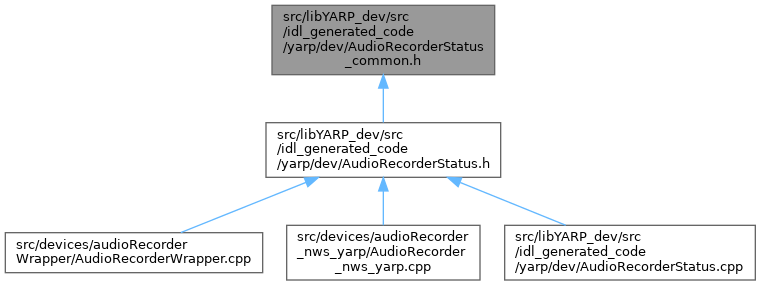 src/libYARP_dev/src
/idl_generated_code
/yarp/dev/AudioRecorderStatus
_common.h
src/libYARP_dev/src
/idl_generated_code
/yarp/dev/AudioRecorderStatus.h
src/devices/audioRecorder
Wrapper/AudioRecorderWrapper.cpp
src/devices/audioRecorder
_nws_yarp/AudioRecorder
_nws_yarp.cpp
src/libYARP_dev/src
/idl_generated_code
/yarp/dev/AudioRecorderStatus.cpp